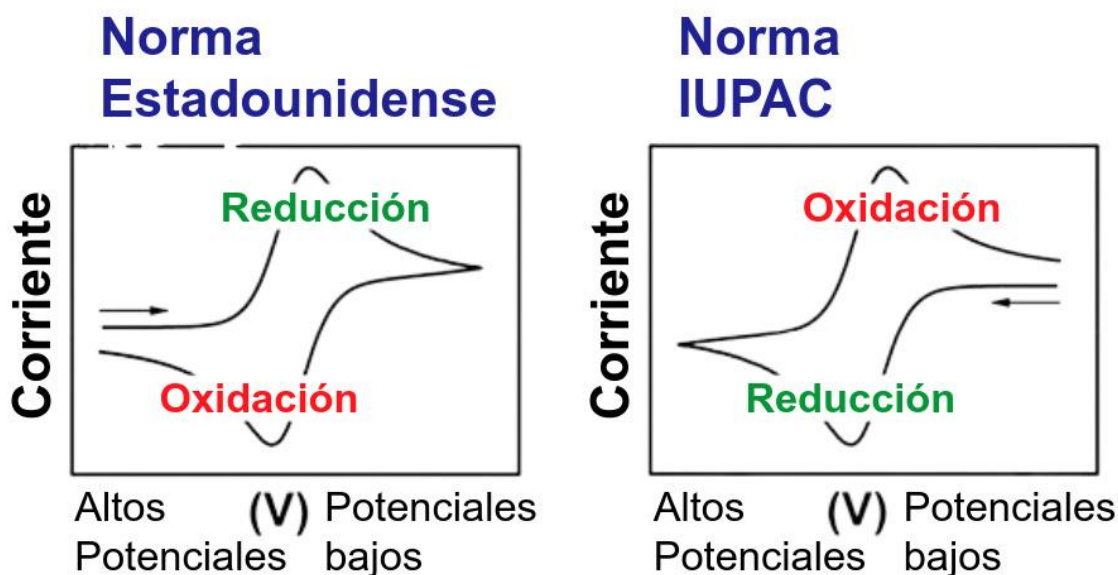 Norma
Estadounidense
Corriente
Reducción
Oxidación
Altos
Potenciales
(V)
Potenciales
bajos
Norma
IUPAC
Corriente
Oxidación
Reducción
Altos
Potenciales
(V)
Potenciales
bajos